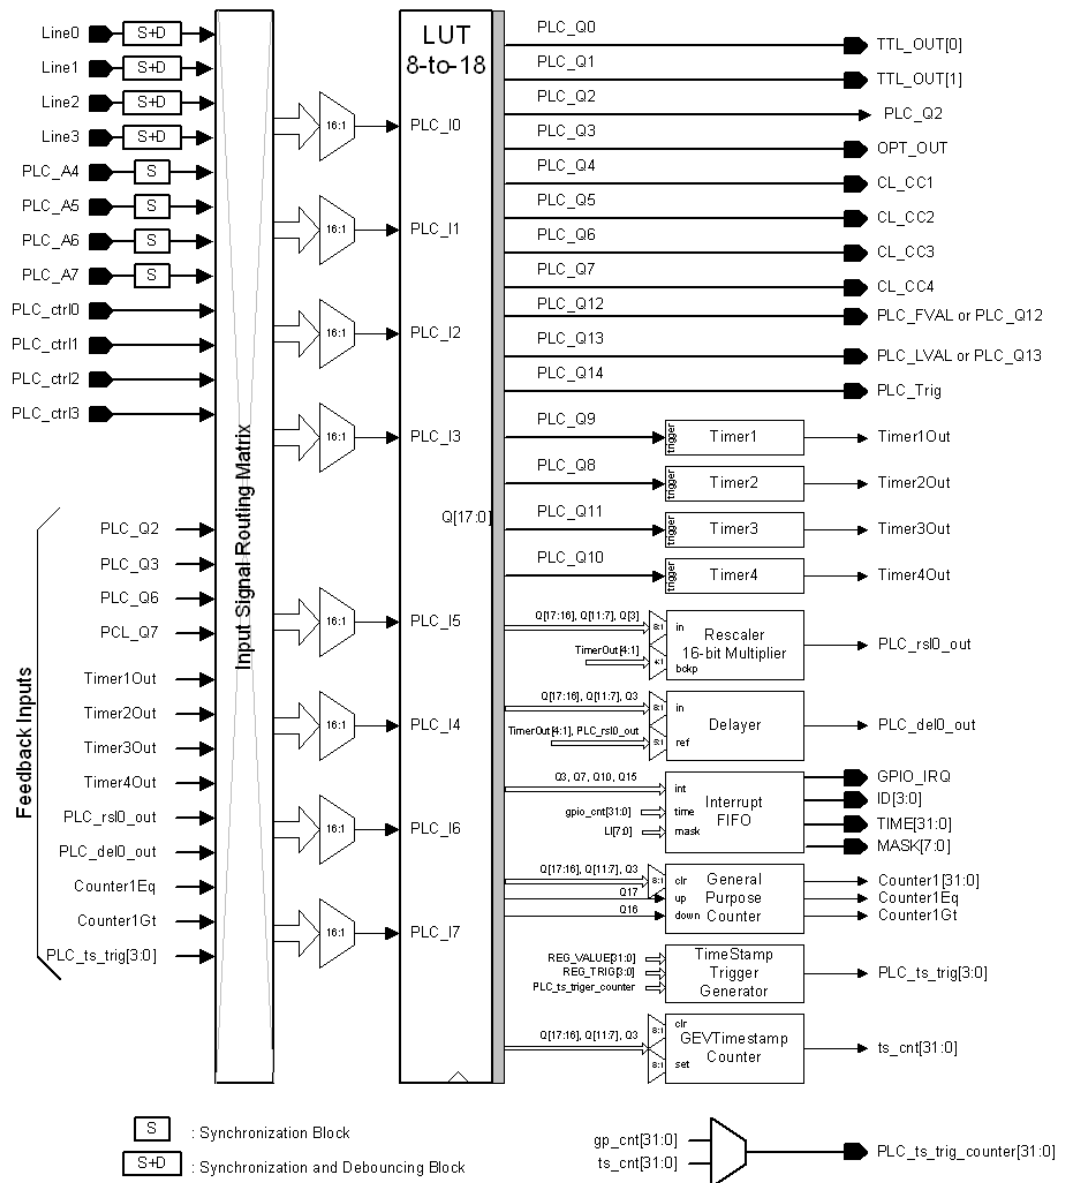 Line0
S+D
Line1
S+D
Line2
S+D
Line3
S+D
PLC_A4
S
PLC_A5
S
PLC_A6
S
PLC_A7
S
PLC_ctrl0
PLC_ctrl1
PLC_ctrl2
PLC_ctrl3
Feedback Inputs
PLC_Q2
PLC_Q3
PLC_Q6
PCL_Q7
Timer1Out
Timer2Out
Timer3Out
Timer4Out
PLC_rsl0_out
PLC_del0_out
Counter1Eq
Counter1Gt
PLC_ts_trig[3:0]
Input Signal Routing Matrix
16:1
16:1
16:1
16:1
16:1
16:1
16:1
16:1
LUT
8-to-18
PLC_I0
PLC_I1
PLC_I2
PLC_I3
Q[17:0]
PLC_I5
PLC_I4
PLC_I6
PLC_I7
PLC_Q0
TTL_OUT[0]
PLC_Q1
TTL_OUT[1]
PLC_Q2
PLC_Q2
PLC_Q3
OPT_OUT
PLC_Q4
CL_CC1
PLC_Q5
CL_CC2
PLC_Q6
CL_CC3
PLC_Q7
CL_CC4
PLC_Q12
PLC_FVAL or PLC_Q12
PLC_Q13
PLC_LVAL or PLC_Q13
PLC_Q14
PLC_Trig
PLC_Q9
trigger
Timer1
Timer1Out
PLC_Q8
trigger
Timer2
Timer2Out
PLC_Q11
trigger
Timer3
Timer3Out
PLC_Q10
trigger
Timer4
Timer4Out
Q[17:16], Q[11:7], Q[3]
8:1
in
TimerOut[4:1]
4:1
bckp
Rescaler
16-bit Multiplier
PLC_rsl0_out
Q[17:16], Q[11:7], Q3
8:1
in
TimerOut[4:1], PLC_rsl0_out
5:1
ref
Delayer
PLC_del0_out
Q3, Q7, Q10, Q15
int
gpio_cnt[31:0]
time
LI[7:0]
mask
Interrupt
FIFO
GPIO_IRQ
ID[3:0]
TIME[31:0]
MASK[7:0]
Q[17:16], Q[11:7], Q3
8:1
clr
Q17
up
Q16
down
General
Purpose
Counter
Counter1[31:0]
Counter1Eq
Counter1Gt
REG_VALUE[31:0]
REG_TRIG[3:0]
PLC_ts_triger_counter
TimeStamp
Trigger
Generator
PLC_ts_trig[3:0]
Q[17:16], Q[11:7], Q3
8:1
clr
8:1
set
GEVTimestamp
Counter
ts_cnt[31:0]
S
: Synchronization Block
S+D
: Synchronization and Debouncing Block
gp_cnt[31:0]
ts_cnt[31:0]
PLC_ts_trig_counter[31:0]